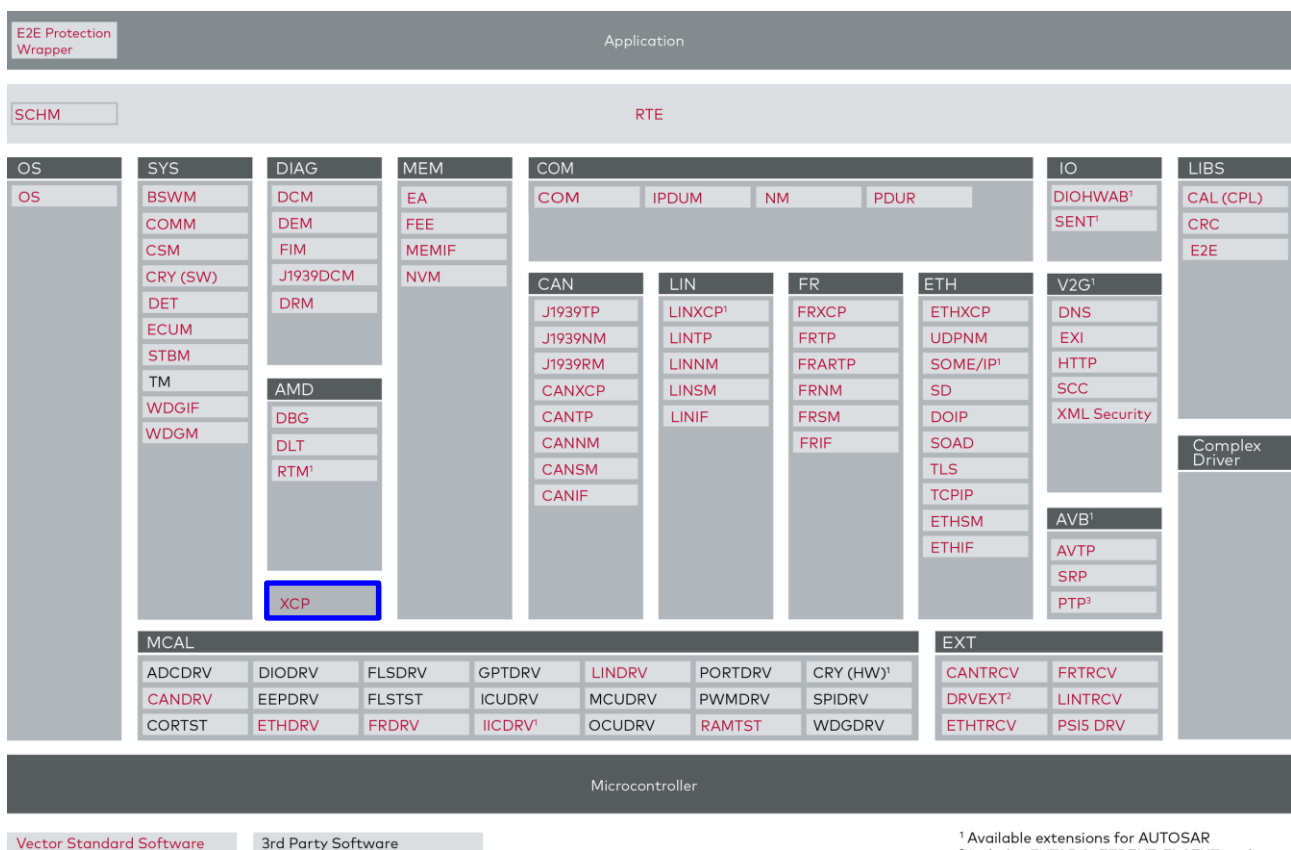 E2E Protection
Wrapper
Application
SCHM
RTE
OS
OS
SYS
BSWM
COMM
CSM
CRY (SW)
DET
ECUM
STBM
TM
WDGIF
WDGM
DIAG
DCM
DEM
FIM
J1939DCM
DRM
AMD
DBG
DLT
RTM¹
XCP
MEM
EA
FEE
MEMIF
NVM
COM
COM IPDUM NM PDUR
CAN
J1939TP
J1939NM
J1939RM
CANXCP
CANTP
CANNM
CANSM
CANIF
LIN
LINXCP¹
LINTP
LINNM
LINSM
LINIF
FR
FRXCP
FRTP
FRARTP
FRNM
FRSM
FRIF
ETH
ETHXCP
UDPNM
SOME/IP¹
SD
DOIP
SOAD
TLS
TCPIP
ETHSM
ETHIF
IO
DIOHWAB¹
SENT¹
V2G¹
DNS
EXI
HTTP
SCC
XML Security
AVB¹
AVTP
SRP
PTP³
LIBS
CAL (CPL)
CRC
E2E
Complex
Driver
MCAL
ADCDRV DIODRV FLSDRV GPTDRV LINDRV PORTDRV CRY (HW)¹
CANDRV EEPDRV FLSTST ICUDRV MCUDRV PWMDRV SPIDRV
CORTST ETHDRV FRDRV IICDRV¹ OCUDRV RAMTST WDGDRV
EXT
CANTRCV FRTRCV
DRVEXT² LINTRCV
ETHTRCV PSI5 DRV
Microcontroller
Vector Standard Software 3rd Party Software
¹ Available extensions for AUTOSAR